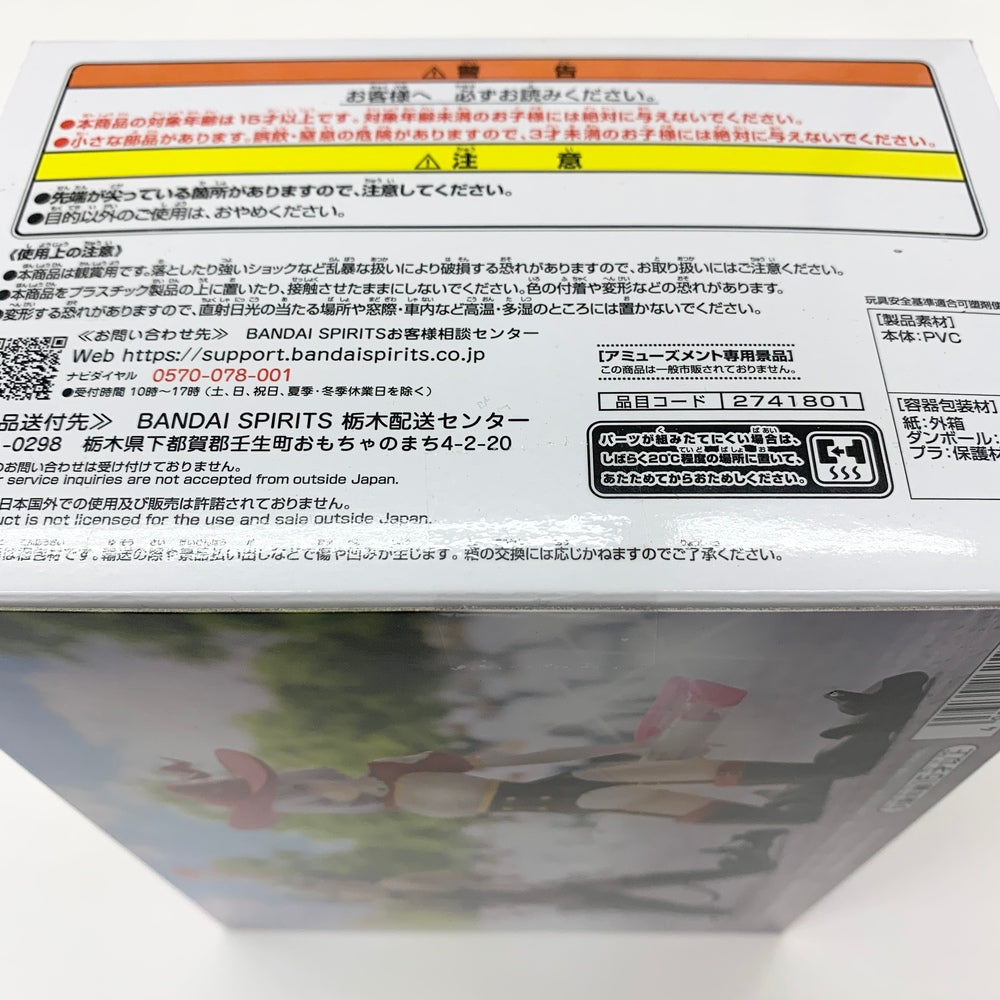 ⚠ 警 告
お客様へ 必ずお読みください。
●本商品の対象年齢は15才以上です。対象年齢未満のお子様には絶対に与えないでください。
●小さな部品があります。誤飲・窒息の危険がありますので、3才未満のお子様には絶対に与えないでください。
⚠ 注 意
●先端が尖っている箇所がありますので、注意してください。
●目的以外のご使用は、おやめください。
《使用上の注意》
●本商品は観賞用です。落としたり強いショックなど乱暴な扱いにより破損する恐れがありますので、お取り扱いにはご注意ください。
●本商品をプラスチック製品の上に置いたり、接触させたままにしないでください。色の付着や変形などの恐れがあります。
●変形する恐れがありますので、直射日光の当たる場所や窓際・車内など高温・多湿のところには置かないでください。
≪お問い合わせ先≫ BANDAI SPIRITSお客様相談センター
Web https://support.bandaispirits.co.jp
ナビダイヤル 0570-078-001
●受付時間 10時〜17時（土、日、祝日、夏季・冬季休業日を除く）
品送付先≫ BANDAI SPIRITS 栃木配送センター
-0298 栃木県下都賀郡壬生町おもちゃのまち4-2-20
のお問い合わせは受け付けておりません。
r service inquiries are not accepted from outside Japan.
日本国外での使用及び販売は許諾されておりません。
uct is not licensed for the use and sale outside Japan.
輸送の際や景品払い出しなどで傷や凹みが生じます。箱の交換には応じかねますのでご了承ください。
[アミューズメント専用景品]
この商品は一般市販されておりません。
品目コード 2741801
パーツが組みたてにくい場合は、
しばらく20℃程度の場所に置いて、
あたためてからおためしください。
玩具安全基準適合可塑剤使
[製品素材]
本体:PVC
[容器包装材]
紙:外箱
ダンボール:
プラ:保護材